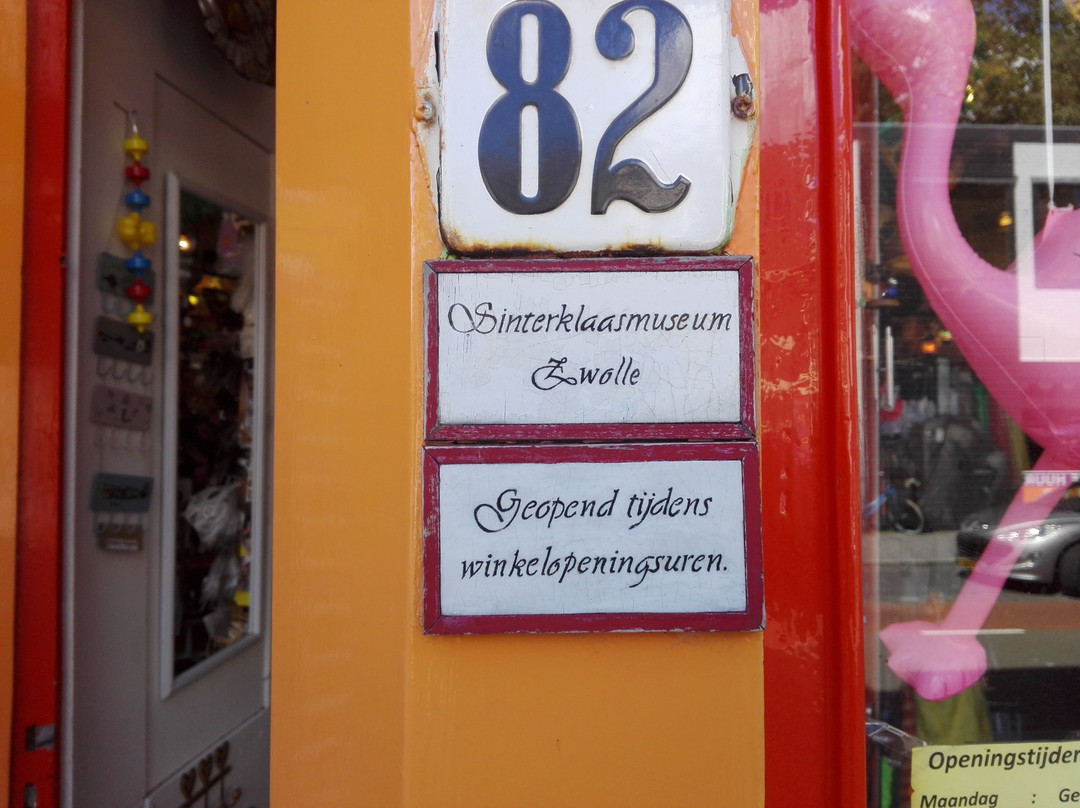 82
Sinterklaasmuseum
Zwolle
Geopend tijdens
winkelopeningsuren.
Openingstijden
Maandag :